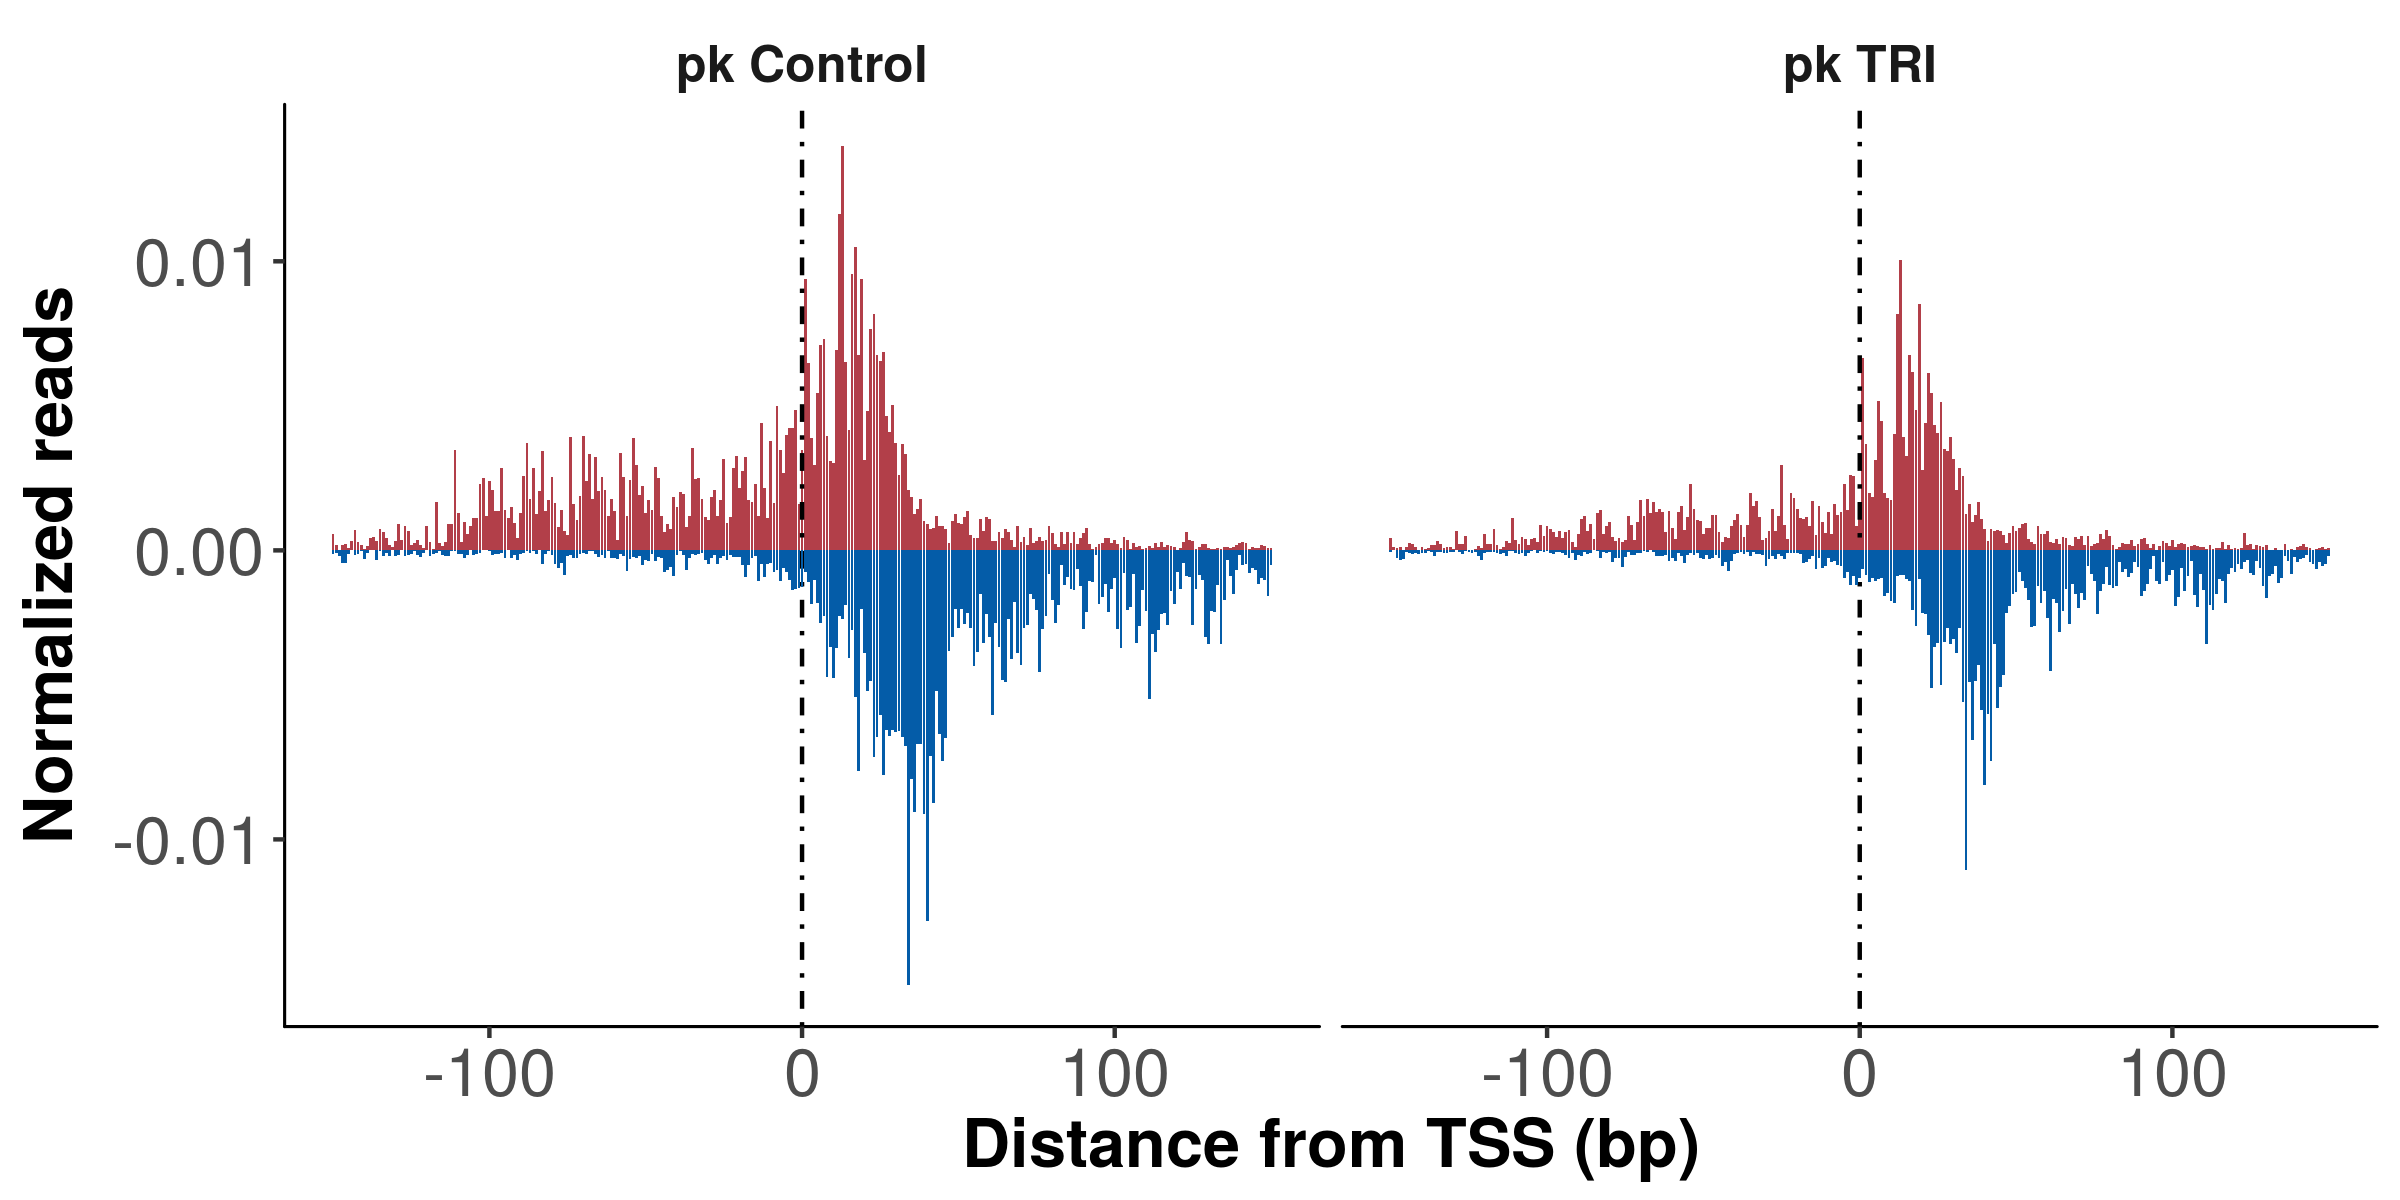 pk Control
pk TRI
Normalized reads
0.01
0.00
-0.01
-100
0
100
-100
0
100
Distance from TSS (bp)